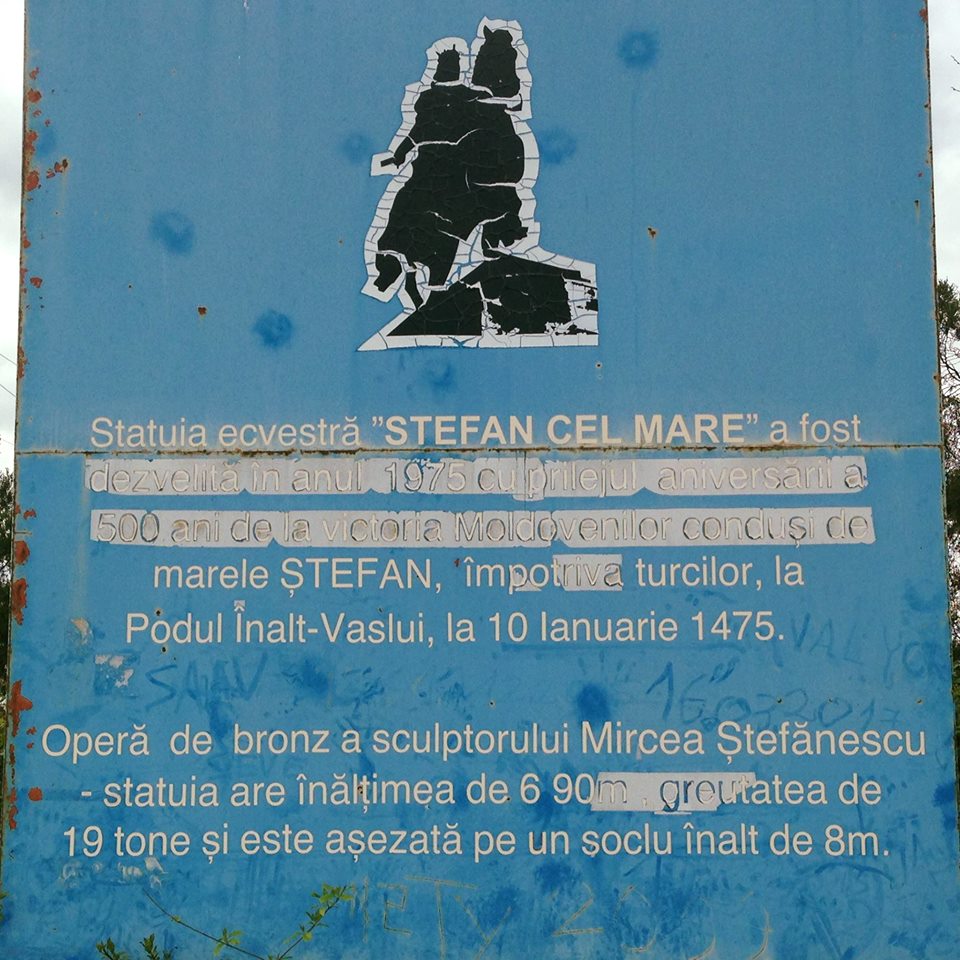 Statuia ecvestră ”STEFAN CEL MARE” a fost
dezvelită în anul 1975 cu prilejul aniversării a
500 ani de la victoria Moldovenilor conduși de
marele ȘTEFAN, împotriva turcilor, la
Podul Înalt-Vaslui, la 10 Ianuarie 1475.
Operă de bronz a sculptorului Mircea Ștefănescu
- statuia are înălțimea de 6 90m , greutatea de
19 tone și este așezată pe un soclu înalt de 8m.